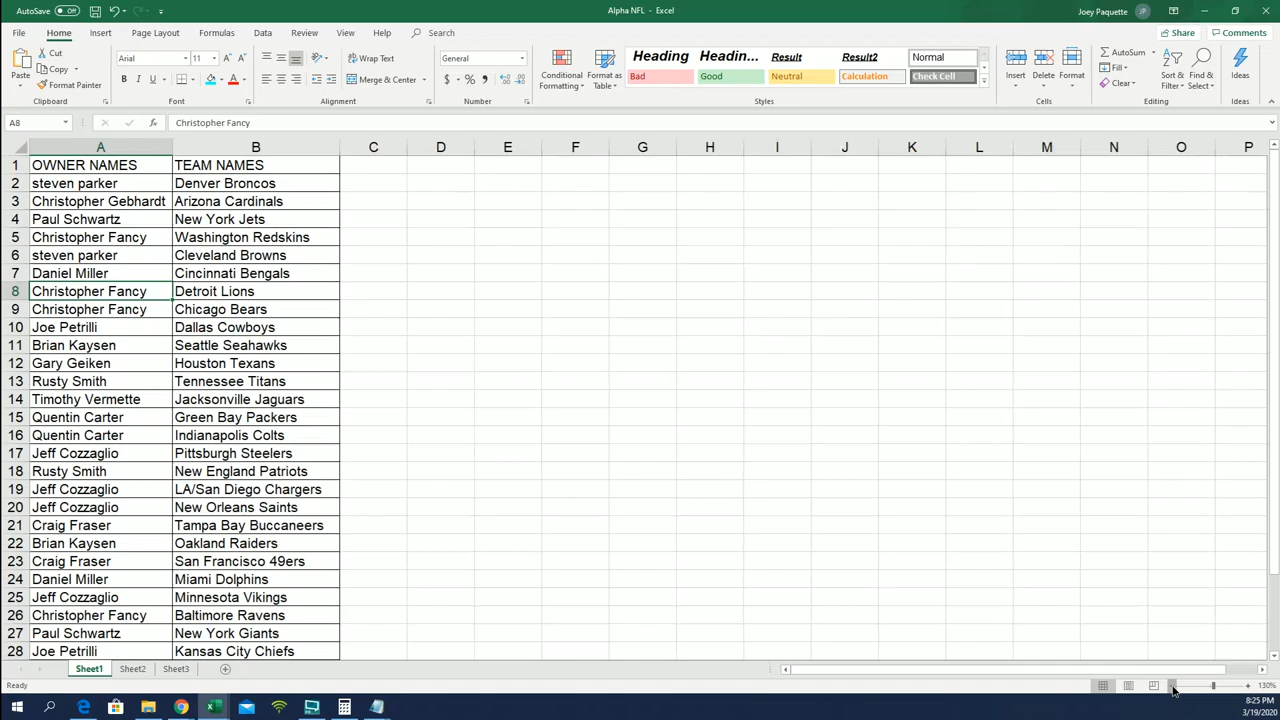 AutoSave Off
Alpha NFL - Excel
Joey Paquette JP
File Home Insert Page Layout Formulas Data Review View Help Search
Share Comments
Paste
Cut
Copy
Format Painter
Clipboard
Arial 11
B I U
Font
Wrap Text
Merge & Center
Alignment
General
$ % ,
Number
Conditional Formatting
Format as Table
Heading Headin... Result Result2 Normal
Bad Good Neutral Calculation Check Cell
Styles
Insert Delete Format
Cells
AutoSum
Fill
Clear
Sort & Filter
Find & Select
Editing
Ideas
Ideas
A8 fx Christopher Fancy
A B C D E F G H I J K L M N O P
1 OWNER NAMES TEAM NAMES
2 steven parker Denver Broncos
3 Christopher Gebhardt Arizona Cardinals
4 Paul Schwartz New York Jets
5 Christopher Fancy Washington Redskins
6 steven parker Cleveland Browns
7 Daniel Miller Cincinnati Bengals
8 Christopher Fancy Detroit Lions
9 Christopher Fancy Chicago Bears
10 Joe Petrilli Dallas Cowboys
11 Brian Kaysen Seattle Seahawks
12 Gary Geiken Houston Texans
13 Rusty Smith Tennessee Titans
14 Timothy Vermette Jacksonville Jaguars
15 Quentin Carter Green Bay Packers
16 Quentin Carter Indianapolis Colts
17 Jeff Cozzaglio Pittsburgh Steelers
18 Rusty Smith New England Patriots
19 Jeff Cozzaglio LA/San Diego Chargers
20 Jeff Cozzaglio New Orleans Saints
21 Craig Fraser Tampa Bay Buccaneers
22 Brian Kaysen Oakland Raiders
23 Craig Fraser San Francisco 49ers
24 Daniel Miller Miami Dolphins
25 Jeff Cozzaglio Minnesota Vikings
26 Christopher Fancy Baltimore Ravens
27 Paul Schwartz New York Giants
28 Joe Petrilli Kansas City Chiefs
Sheet1 Sheet2 Sheet3
Ready
130%
8:25 PM
3/19/2020